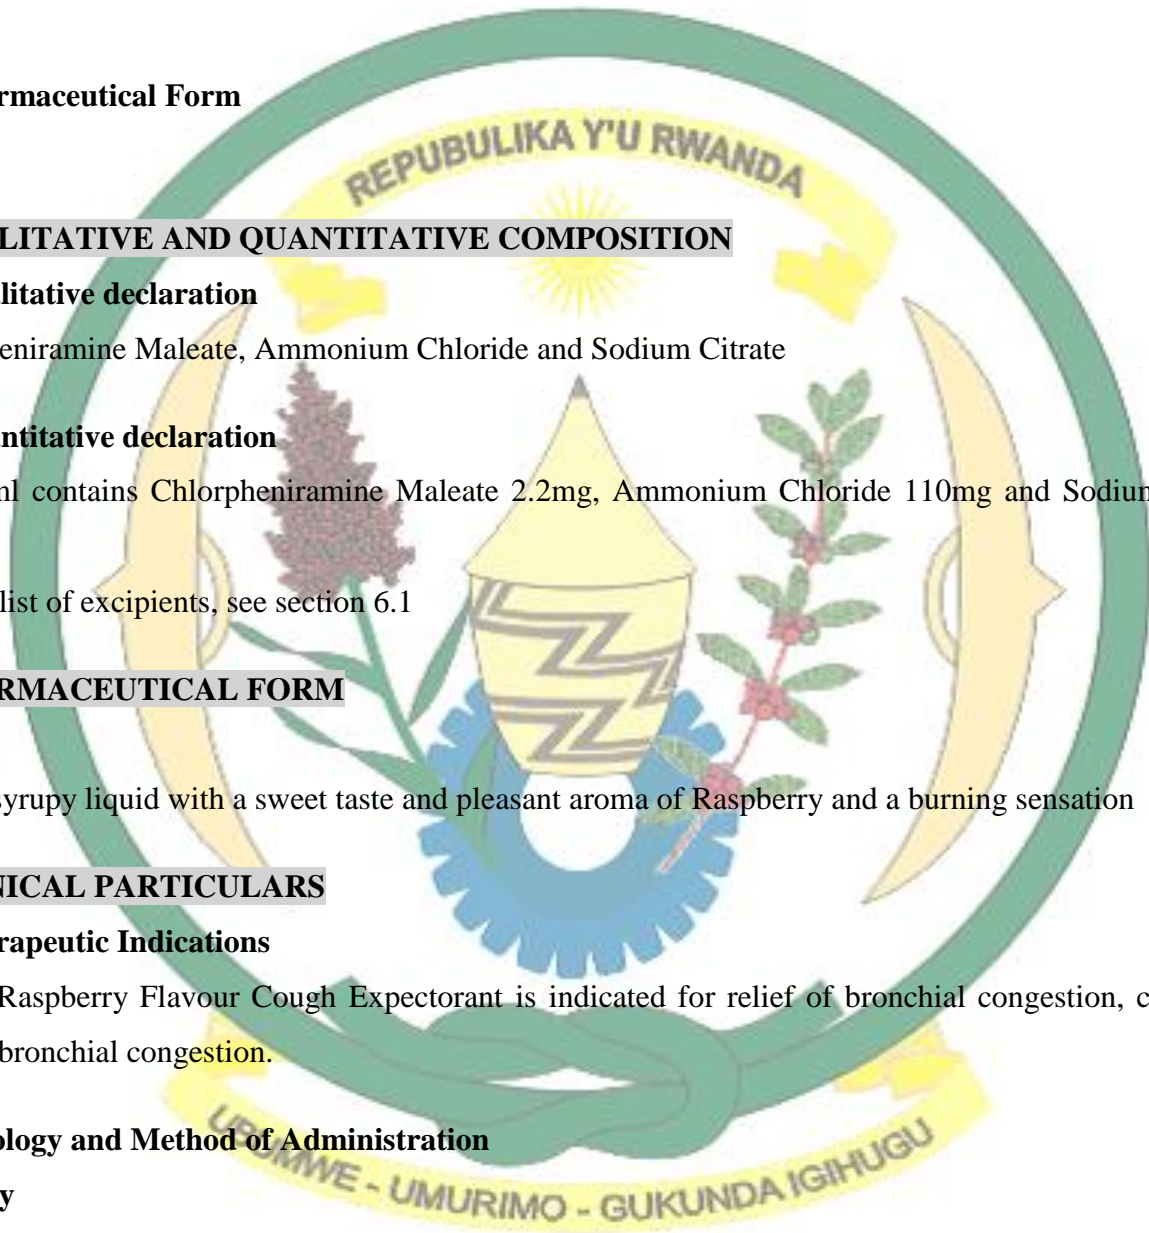 rmaceutical Form
REPUBULIKA Y'U RWANDA
LITATIVE AND QUANTITATIVE COMPOSITION
litative declaration
eniramine Maleate, Ammonium Chloride and Sodium Citrate
ntitative declaration
ml contains Chlorpheniramine Maleate 2.2mg, Ammonium Chloride 110mg and Sodium
list of excipients, see section 6.1
RMACEUTICAL FORM
syrupy liquid with a sweet taste and pleasant aroma of Raspberry and a burning sensation
NICAL PARTICULARS
rapeutic Indications
Raspberry Flavour Cough Expectorant is indicated for relief of bronchial congestion, c
bronchial congestion.
ology and Method of Administration
y
UBUMWE - UMURIMO - GUKUNDA IGIHUGU